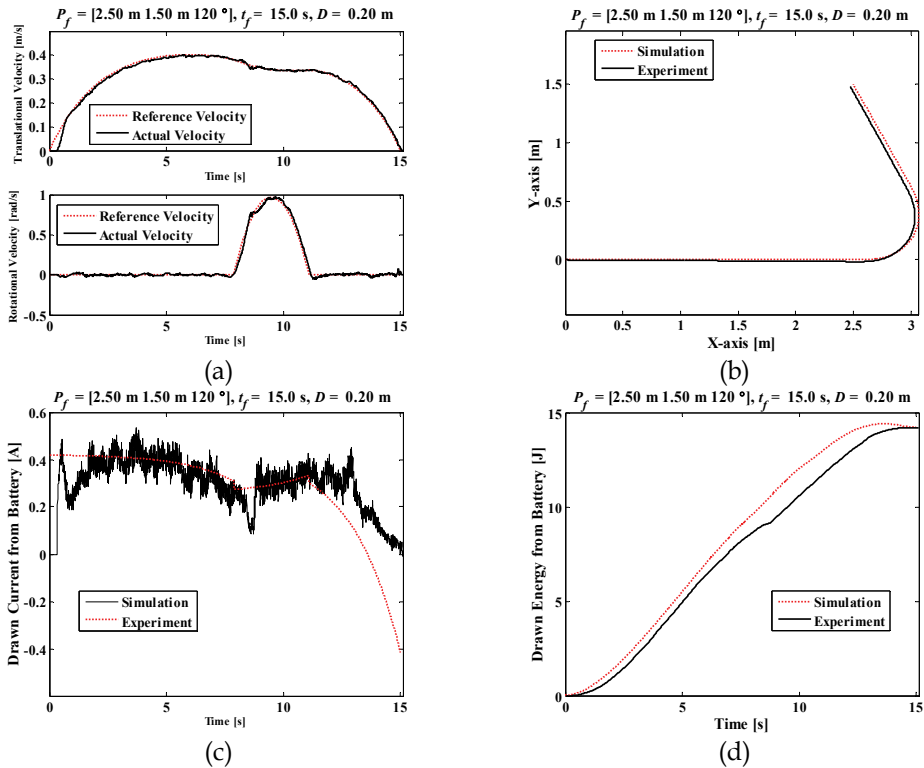 P_f = [2.50 m 1.50 m 120 °], t_f = 15.0 s, D = 0.20 m
Translational Velocity [m/s]
0.4
0.3
0.2
0.1
0
Reference Velocity
Actual Velocity
0 5 10 15
Time [s]
Rotational Velocity [rad/s]
1
0.5
0
-0.5
Reference Velocity
Actual Velocity
0 5 10 15
Time [s]
(a)
P_f = [2.50 m 1.50 m 120 °], t_f = 15.0 s, D = 0.20 m
Simulation
Experiment
Y-axis [m]
1.5
1
0.5
0
0 0.5 1 1.5 2 2.5 3
X-axis [m]
(b)
P_f = [2.50 m 1.50 m 120 °], t_f = 15.0 s, D = 0.20 m
Drawn Current from Battery [A]
0.6
0.4
0.2
0
-0.2
-0.4
Simulation
Experiment
0 5 10 15
Time [s]
(c)
P_f = [2.50 m 1.50 m 120 °], t_f = 15.0 s, D = 0.20 m
Drawn Energy from Battery [J]
15
10
5
0
Simulation
Experiment
0 5 10 15
Time [s]
(d)